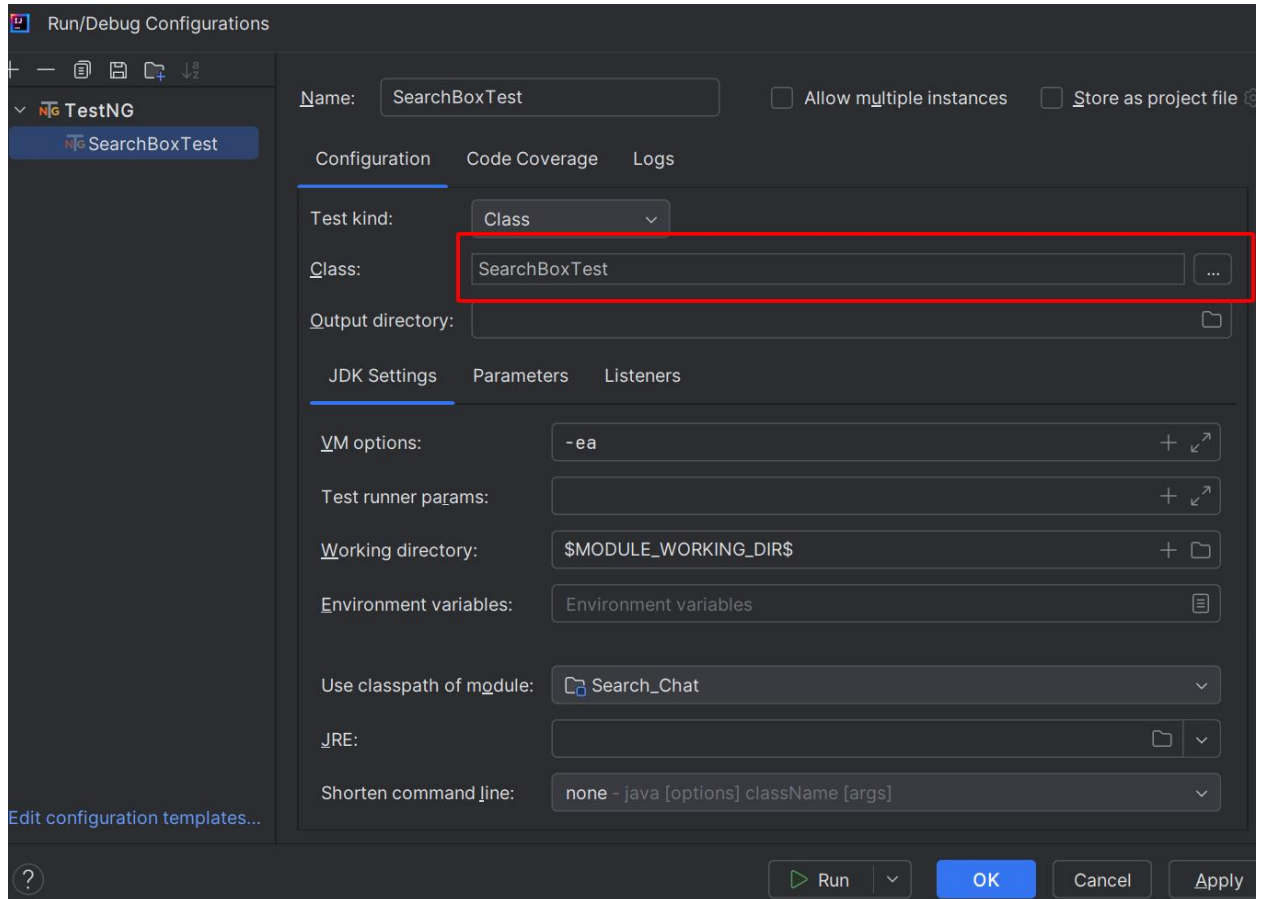 Run/Debug Configurations
TestNG
SearchBoxTest
Edit configuration templates...
Name: SearchBoxTest Allow multiple instances Store as project file
Configuration Code Coverage Logs
Test kind: Class
Class: SearchBoxTest ...
Output directory:
JDK Settings Parameters Listeners
VM options: -ea
Test runner params:
Working directory: $MODULE_WORKING_DIR$
Environment variables: Environment variables
Use classpath of module: Search_Chat
JRE:
Shorten command line: none - java [options] className [args]
? Run OK Cancel Apply